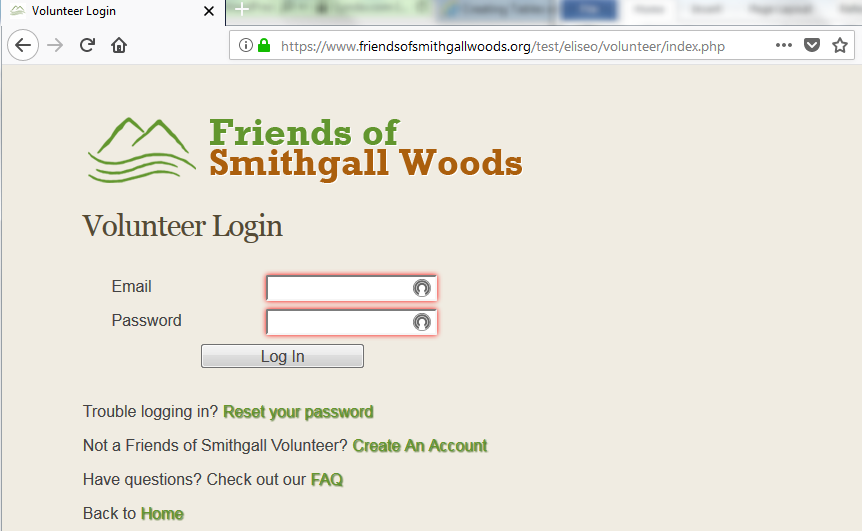 Volunteer Login
https://www.friendsofsmithgallwoods.org/test/eliseo/volunteer/index.php
Friends of
Smithgall Woods
Volunteer Login
Email
Password
Log In
Trouble logging in? Reset your password
Not a Friends of Smithgall Volunteer? Create An Account
Have questions? Check out our FAQ
Back to Home